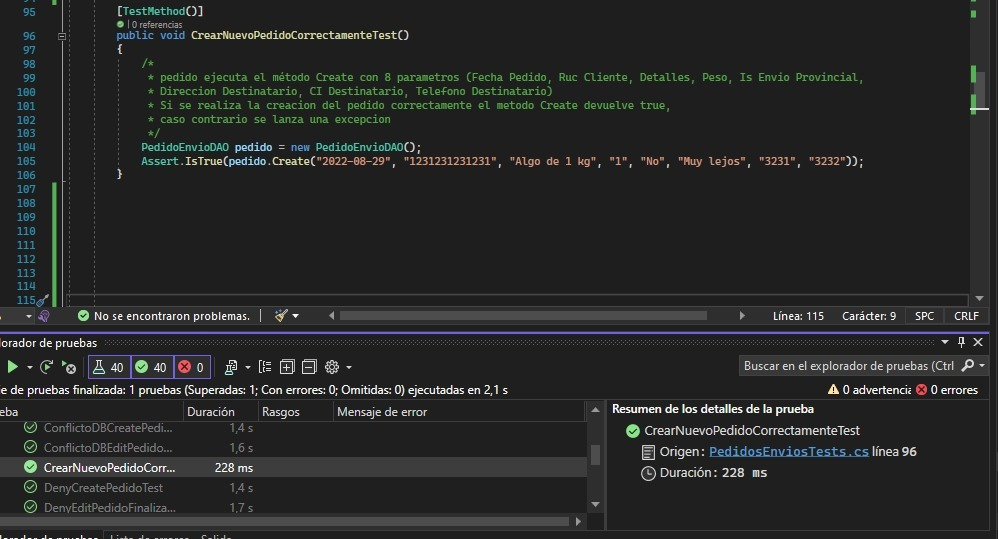 95 [TestMethod()]
0 referencias
96 public void CrearNuevoPedidoCorrectamenteTest()
97 {
98 /*
99 * pedido ejecuta el método Create con 8 parametros (Fecha Pedido, Ruc Cliente, Detalles, Peso, Is Envio Provincial,
100 * Direccion Destinatario, CI Destinatario, Telefono Destinatario)
101 * Si se realiza la creacion del pedido correctamente el metodo Create devuelve true,
102 * caso contrario se lanza una excepcion
103 */
104 PedidoEnvioDAO pedido = new PedidoEnvioDAO();
105 Assert.IsTrue(pedido.Create("2022-08-29", "1231231231231", "Algo de 1 kg", "1", "No", "Muy lejos", "3231", "3232"));
106 }
107
108
109
110
111
112
113
114
115
No se encontraron problemas. Línea: 115 Carácter: 9 SPC CRLF
lorador de pruebas
40 40 0 Buscar en el explorador de pruebas (Ctrl
e de pruebas finalizada: 1 pruebas (Superadas: 1; Con errores: 0; Omitidas: 0) ejecutadas en 2,1 s 0 advertencia 0 errores
eba Duración Rasgos Mensaje de error
ConflictoDBCreatePedi... 1,4 s
ConflictoDBEditPedido... 1,6 s
CrearNuevoPedidoCorr... 228 ms
DenyCreatePedidoTest 1,4 s
DenyEditPedidoFinaliza... 1,7 s
Resumen de los detalles de la prueba
CrearNuevoPedidoCorrectamenteTest
Origen: PedidosEnviosTests.cs línea 96
Duración: 228 ms
lorador de pruebas Lista de errores Salida